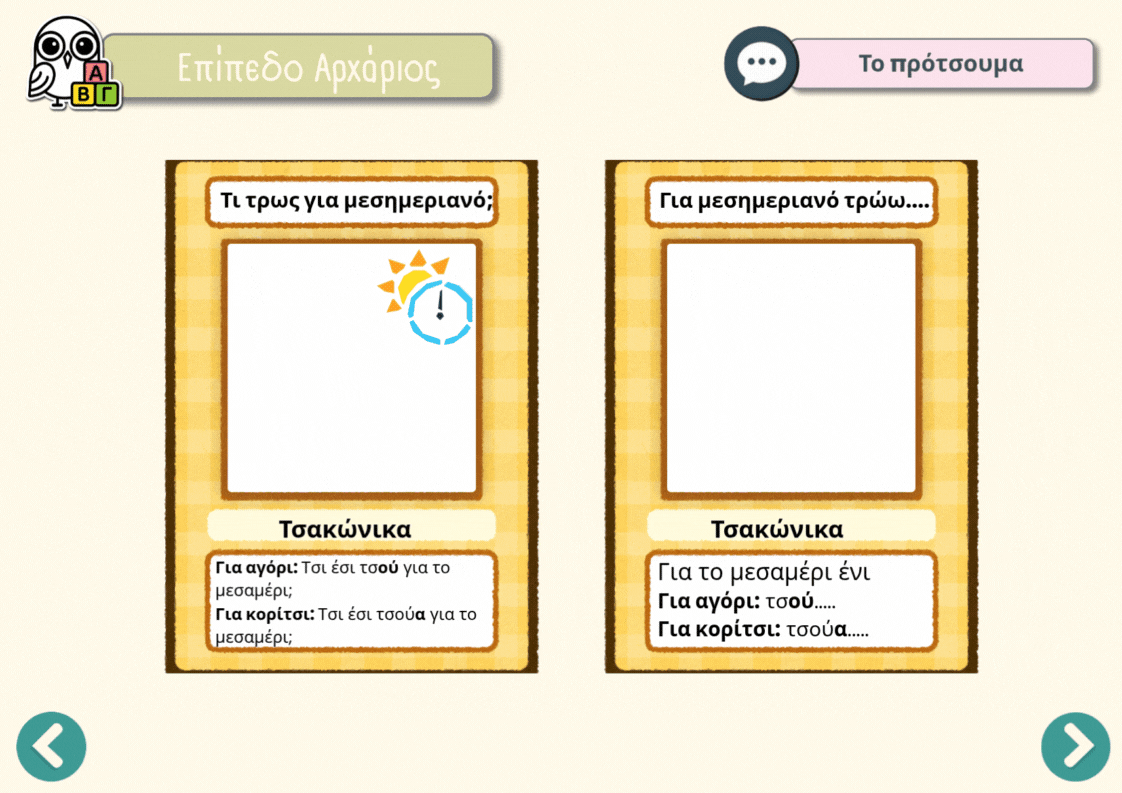 Επίπεδο Αρχάριος
Το πρότσουμα
Τι τρως για μεσημεριανό;
Τσακώνικα
Για αγόρι: Τσι έσι τσού για το
μεσαμέρι;
Για κορίτσι: Τσι έσι τσούα για το
μεσαμέρι;
Για μεσημεριανό τρώω....
Τσακώνικα
Για το μεσαμέρι ένι
Για αγόρι: τσού.....
Για κορίτσι: τσούα.....
Α
Β Γ